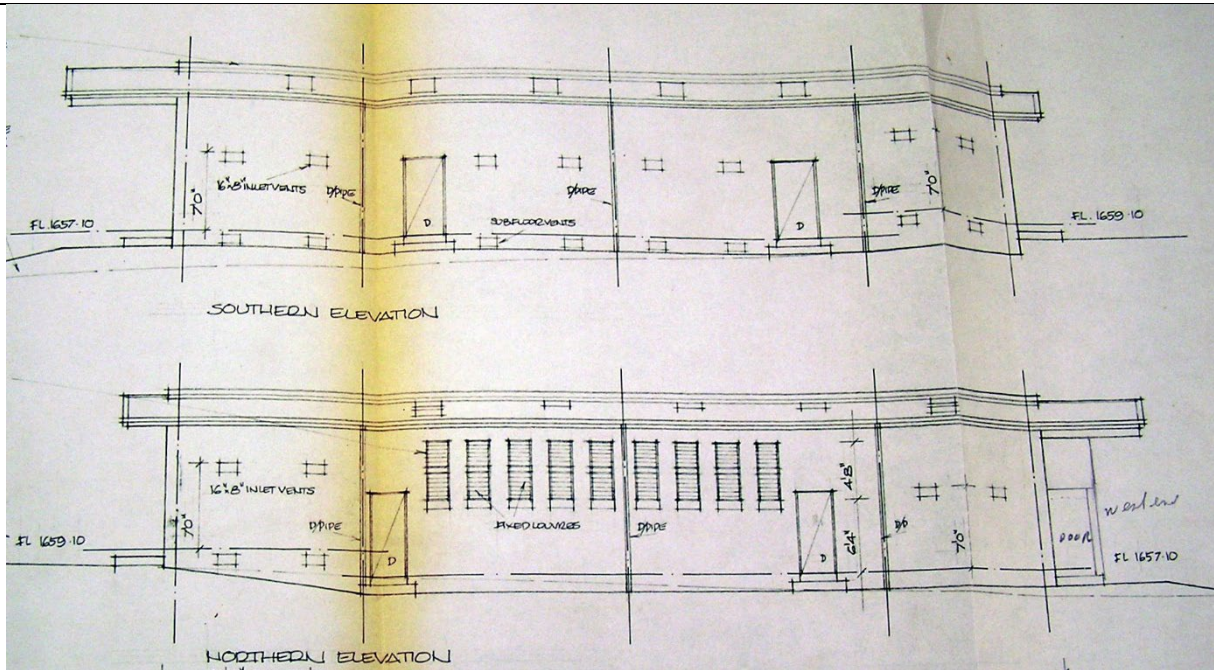 16"x8" INLET VENTS
7'0"
D/PIPE
D
SUBFLOOR VENTS
D/PIPE
D
D/PIPE
7'0"
FL. 1657·10
FL. 1659·10
SOUTHERN ELEVATION
16"x8" INLET VENTS
7'0"
D/PIPE
D
FIXED LOUVRES
D/PIPE
D
4'8"
6'4"
D/P
7'0"
DOOR
FL 1659·10
FL 1657·10
NORTHERN ELEVATION